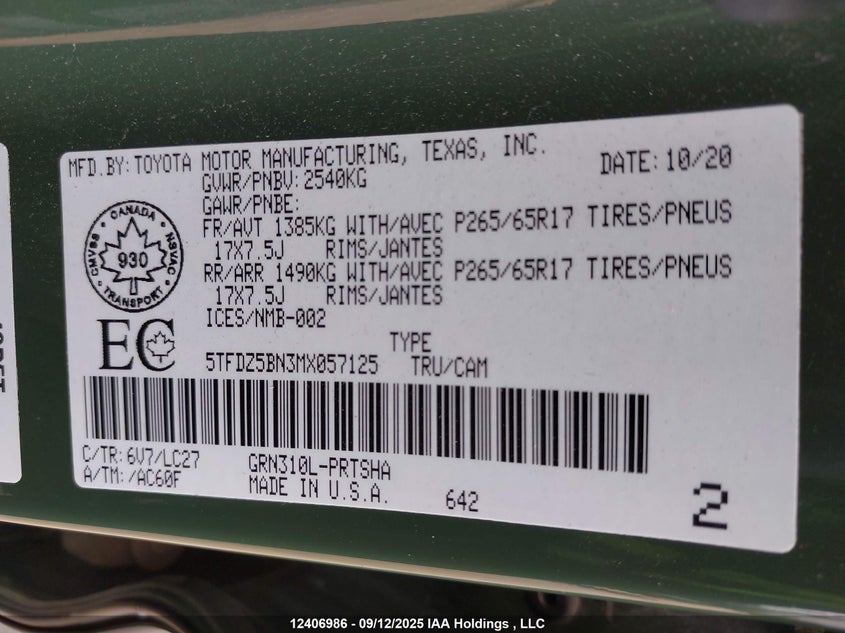 MFD.BY:TOYOTA MOTOR MANUFACTURING, TEXAS, INC. DATE:10/20
GVWR/PNBV:2540KG
GAWR/PNBE:
FR/AVT 1385KG WITH/AVEC P265/65R17 TIRES/PNEUS
17X7.5J RIMS/JANTES
RR/ARR 1490KG WITH/AVEC P265/65R17 TIRES/PNEUS
17X7.5J RIMS/JANTES
ICES/NMB-002
CANADA
CMVSS
NSVAC
930
TRANSPORT
EC
TYPE
5TFDZ5BN3MX057125 TRU/CAM
C/TR:6V7/LC27 GRN310L-PRTSHA
A/TM:/AC60F MADE IN U.S.A. 642
2
12406986 - 09/12/2025 IAA Holdings , LLC